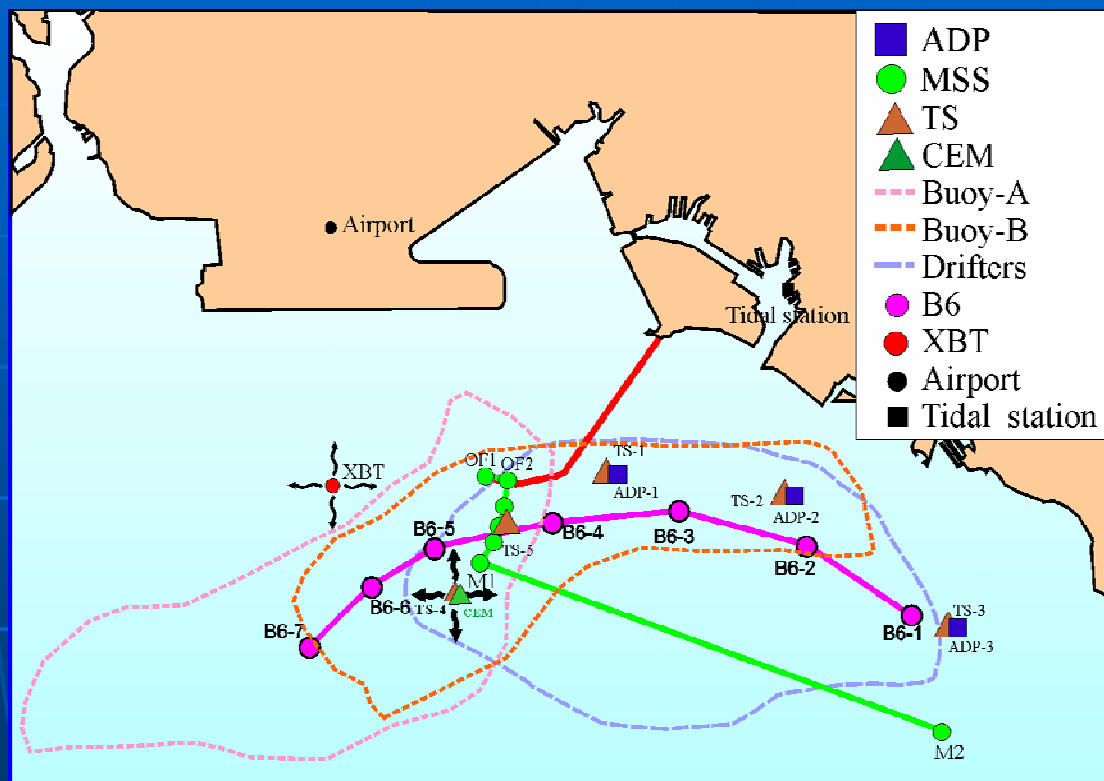 ADP
MSS
TS
CEM
Buoy-A
Buoy-B
Drifters
B6
XBT
Airport
Tidal station
Airport
Tidal station
XBT
OF1 OF2
TS-1
ADP-1
TS-2
ADP-2
B6-5
B6-4
B6-3
B6-2
TS-5
M1
B6-6
TS-4
CEM
B6-7
B6-1
TS-3
ADP-3
M2